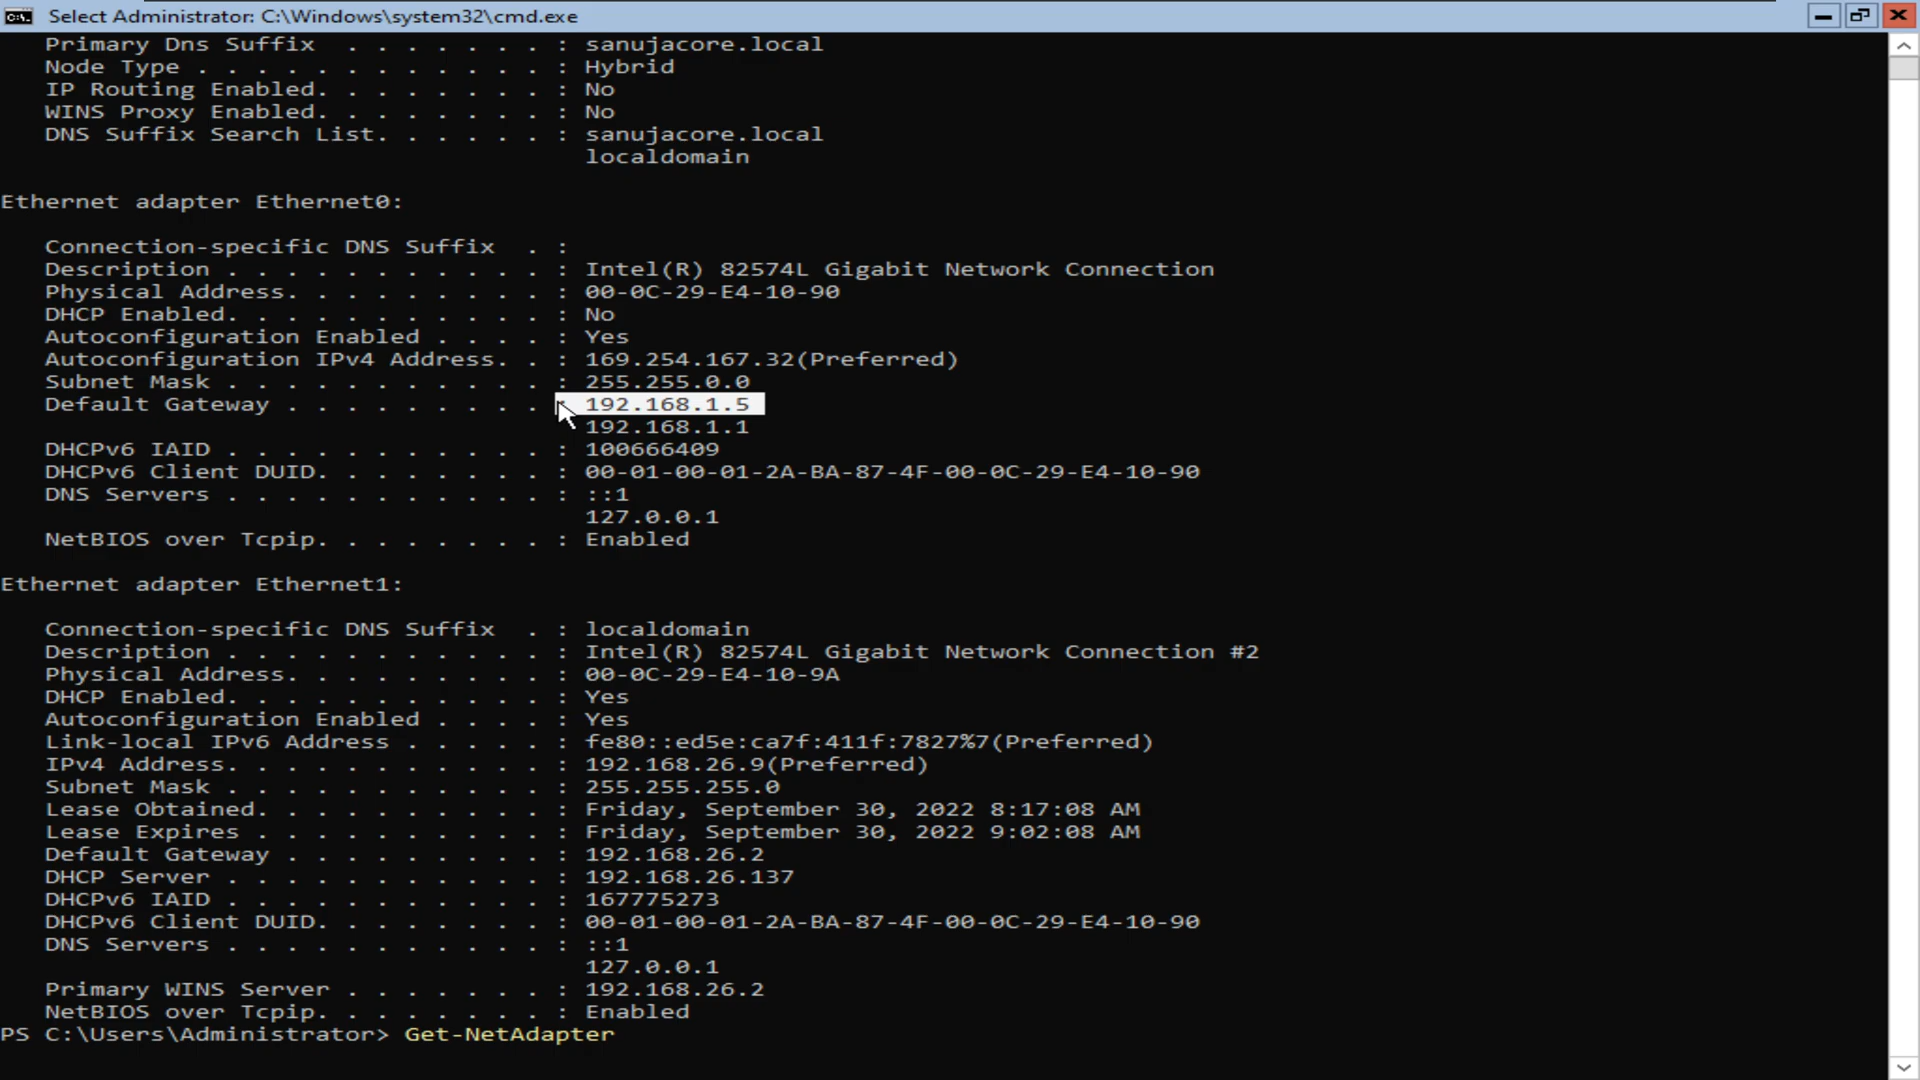 Select Administrator: C:\Windows\system32\cmd.exe
Primary Dns Suffix  . . . . . . . : sanujacore.local
Node Type . . . . . . . . . . . . : Hybrid
IP Routing Enabled. . . . . . . . : No
WINS Proxy Enabled. . . . . . . . : No
DNS Suffix Search List. . . . . . : sanujacore.local
localdomain
Ethernet adapter Ethernet0:
Connection-specific DNS Suffix  . :
Description . . . . . . . . . . . : Intel(R) 82574L Gigabit Network Connection
Physical Address. . . . . . . . . : 00-0C-29-E4-10-90
DHCP Enabled. . . . . . . . . . . : No
Autoconfiguration Enabled . . . . : Yes
Autoconfiguration IPv4 Address. . : 169.254.167.32(Preferred)
Subnet Mask . . . . . . . . . . . : 255.255.0.0
Default Gateway . . . . . . . . . : 192.168.1.5
192.168.1.1
DHCPv6 IAID . . . . . . . . . . . : 100666409
DHCPv6 Client DUID. . . . . . . . : 00-01-00-01-2A-BA-87-4F-00-0C-29-E4-10-90
DNS Servers . . . . . . . . . . . : ::1
127.0.0.1
NetBIOS over Tcpip. . . . . . . . : Enabled
Ethernet adapter Ethernet1:
Connection-specific DNS Suffix  . : localdomain
Description . . . . . . . . . . . : Intel(R) 82574L Gigabit Network Connection #2
Physical Address. . . . . . . . . : 00-0C-29-E4-10-9A
DHCP Enabled. . . . . . . . . . . : Yes
Autoconfiguration Enabled . . . . : Yes
Link-local IPv6 Address . . . . . : fe80::ed5e:ca7f:411f:7827%7(Preferred)
IPv4 Address. . . . . . . . . . . : 192.168.26.9(Preferred)
Subnet Mask . . . . . . . . . . . : 255.255.255.0
Lease Obtained. . . . . . . . . . : Friday, September 30, 2022 8:17:08 AM
Lease Expires . . . . . . . . . . : Friday, September 30, 2022 9:02:08 AM
Default Gateway . . . . . . . . . : 192.168.26.2
DHCP Server . . . . . . . . . . . : 192.168.26.137
DHCPv6 IAID . . . . . . . . . . . : 167775273
DHCPv6 Client DUID. . . . . . . . : 00-01-00-01-2A-BA-87-4F-00-0C-29-E4-10-90
DNS Servers . . . . . . . . . . . : ::1
127.0.0.1
Primary WINS Server . . . . . . . : 192.168.26.2
NetBIOS over Tcpip. . . . . . . . : Enabled
PS C:\Users\Administrator> Get-NetAdapter